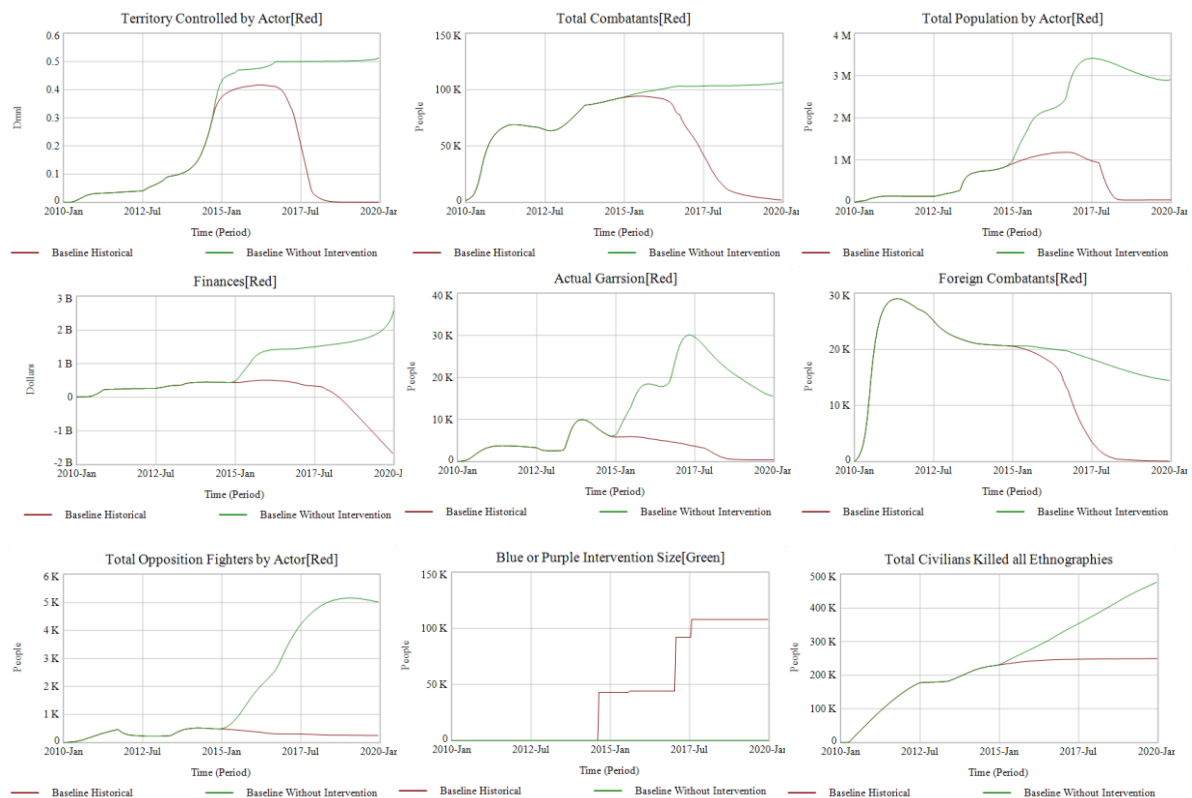 Territory Controlled by Actor[Red]
0.6
0.5
0.4
0.3
0.2
0.1
0
Dmnl
2010-Jan 2012-Jul 2015-Jan 2017-Jul 2020-Jan
Time (Period)
Baseline Historical Baseline Without Intervention
Total Combatants[Red]
150 K
100 K
50 K
0
People
2010-Jan 2012-Jul 2015-Jan 2017-Jul 2020-Jan
Time (Period)
Baseline Historical Baseline Without Intervention
Total Population by Actor[Red]
4 M
3 M
2 M
1 M
0
People
2010-Jan 2012-Jul 2015-Jan 2017-Jul 2020-Jan
Time (Period)
Baseline Historical Baseline Without Intervention
Finances[Red]
3 B
2 B
1 B
0
-1 B
-2 B
Dollars
2010-Jan 2012-Jul 2015-Jan 2017-Jul 2020-J
Time (Period)
Baseline Historical Baseline Without Intervention
Actual Garrsion[Red]
40 K
30 K
20 K
10 K
0
People
2010-Jan 2012-Jul 2015-Jan 2017-Jul 2020-Jan
Time (Period)
Baseline Historical Baseline Without Intervention
Foreign Combatants[Red]
30 K
20 K
10 K
0
People
2010-Jan 2012-Jul 2015-Jan 2017-Jul 2020-Jan
Time (Period)
Baseline Historical Baseline Without Intervention
Total Opposition Fighters by Actor[Red]
6 K
5 K
4 K
3 K
2 K
1 K
0
People
2010-Jan 2012-Jul 2015-Jan 2017-Jul 2020-Jan
Time (Period)
Baseline Historical Baseline Without Intervention
Blue or Purple Intervention Size[Green]
150 K
100 K
50 K
0
People
2010-Jan 2012-Jul 2015-Jan 2017-Jul 2020-Jan
Time (Period)
Baseline Historical Baseline Without Intervention
Total Civilians Killed all Ethnographies
500 K
400 K
300 K
200 K
100 K
0
People
2010-Jan 2012-Jul 2015-Jan 2017-Jul 2020-Jan
Time (Period)
Baseline Historical Baseline Without Intervention